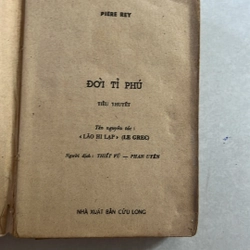 PIERE REY
ĐỜI TỈ PHÚ
TIỂU THUYẾT
Tên nguyên tác :
« LÃO HI LẠP » (LE GREC)
Người dịch : THIẾT VŨ — PHAN UYÊN
NHÀ XUẤT BẢN CỬU LONG